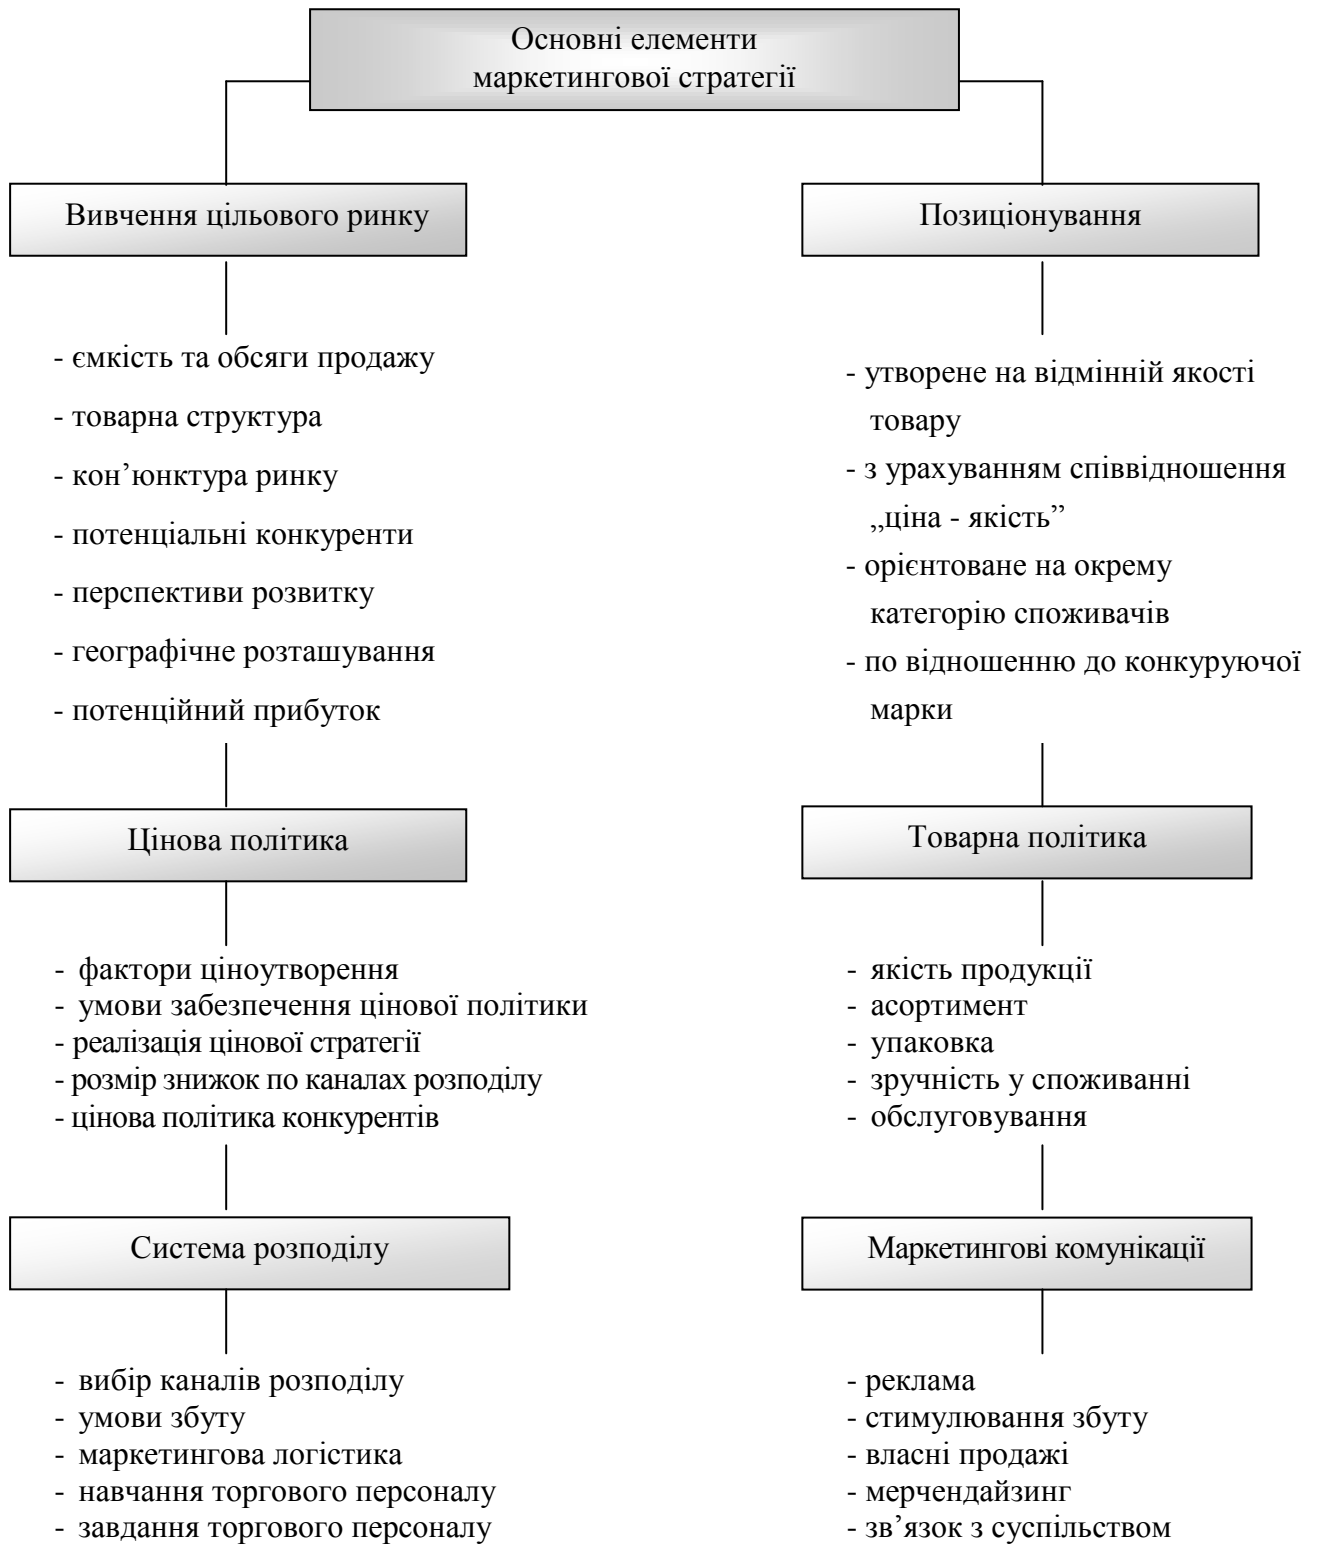 Основні елементи
маркетингової стратегії
Вивчення цільового ринку
- ємкість та обсяги продажу
- товарна структура
- кон’юнктура ринку
- потенціальні конкуренти
- перспективи розвитку
- географічне розташування
- потенційний прибуток
Цінова політика
- фактори ціноутворення
- умови забезпечення цінової політики
- реалізація цінової стратегії
- розмір знижок по каналах розподілу
- цінова політика конкурентів
Система розподілу
- вибір каналів розподілу
- умови збуту
- маркетингова логістика
- навчання торгового персоналу
- завдання торгового персоналу
Позиціонування
- утворене на відмінній якості
товару
- з урахуванням співвідношення
„ціна - якість”
- орієнтоване на окрему
категорію споживачів
- по відношенню до конкуруючої
марки
Товарна політика
- якість продукції
- асортимент
- упаковка
- зручність у споживанні
- обслуговування
Маркетингові комунікації
- реклама
- стимулювання збуту
- власні продажі
- мерчендайзинг
- зв’язок з суспільством